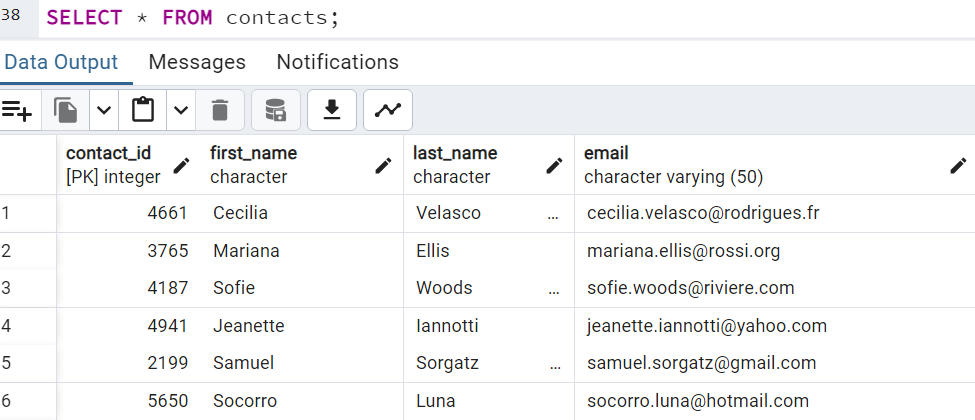 38 SELECT * FROM contacts;
Data Output Messages Notifications
contact_id first_name last_name email
[PK] integer character character character varying (50)
1 4661 Cecilia Velasco ... cecilia.velasco@rodrigues.fr
2 3765 Mariana Ellis mariana.ellis@rossi.org
3 4187 Sofie Woods ... sofie.woods@riviere.com
4 4941 Jeanette Iannotti jeanette.iannotti@yahoo.com
5 2199 Samuel Sorgatz ... samuel.sorgatz@gmail.com
6 5650 Socorro Luna socorro.luna@hotmail.com